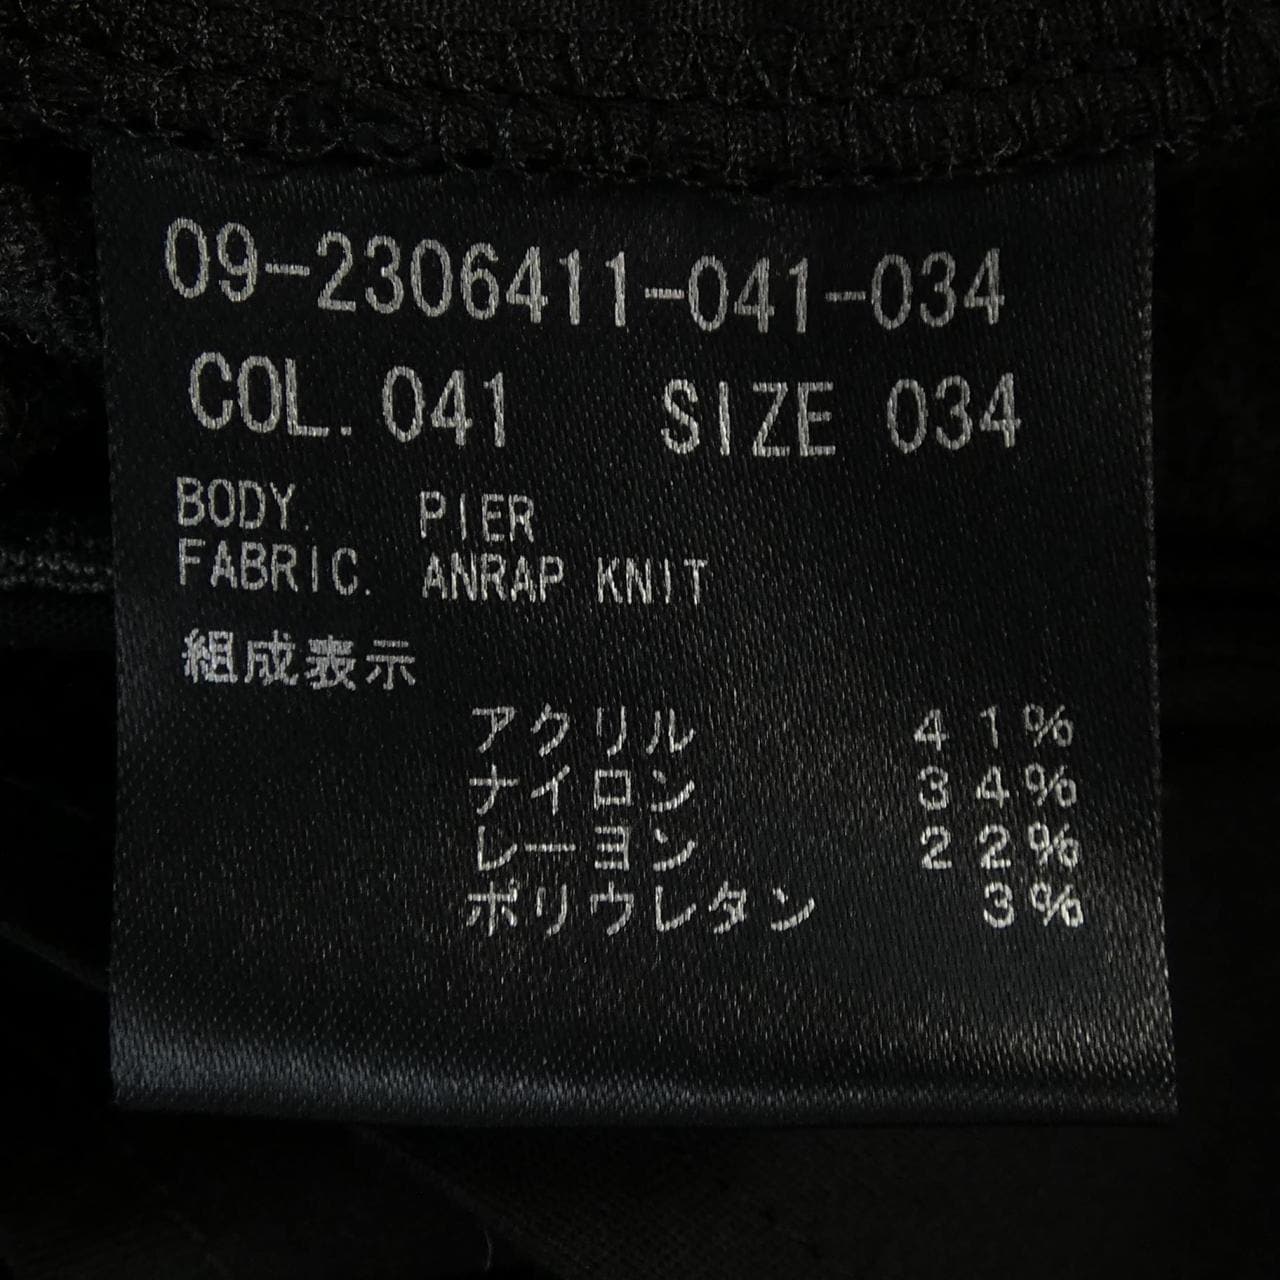 09-2306411-041-034
COL. 041 SIZE 034
BODY. PIER
FABRIC. ANRAP KNIT
組成表示
アクリル 41%
ナイロン 34%
レーヨン 22%
ポリウレタン 3%